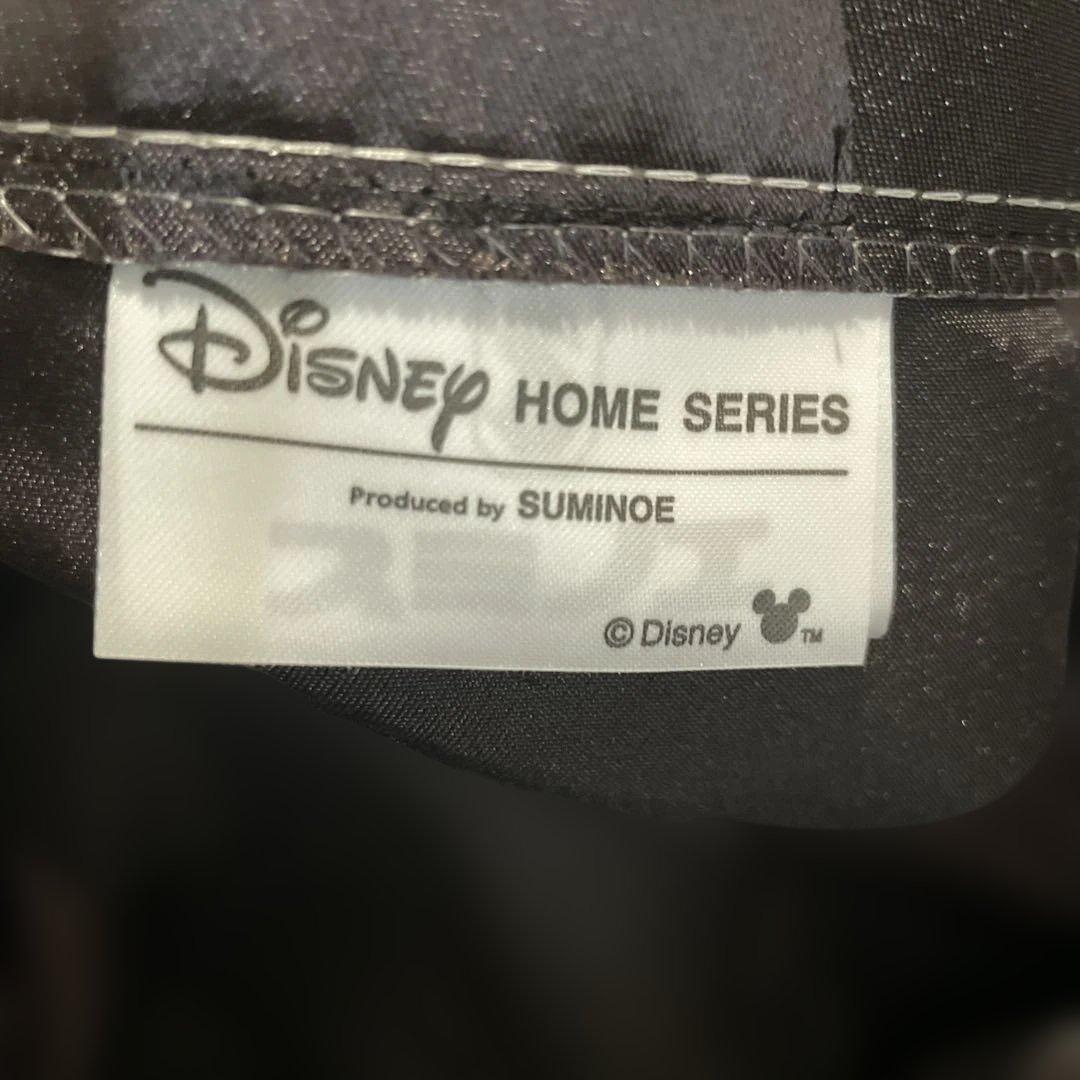 Disney HOME SERIES
Produced by SUMINOE
© Disney TM